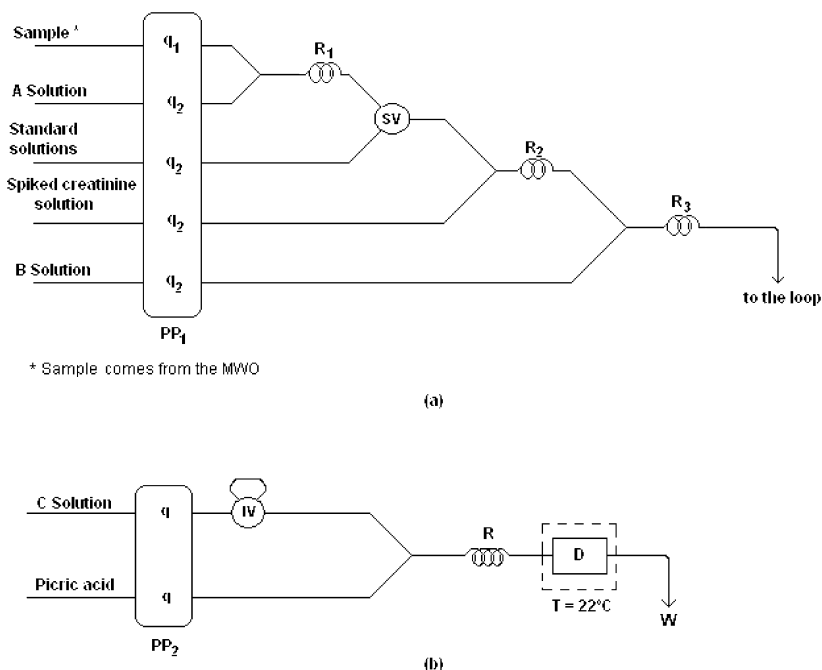 Sample *
q1
R1
A Solution
q2
SV
Standard
solutions
q2
R2
Spiked creatinine
solution
q2
R3
B Solution
q2
to the loop
PP1
* Sample comes from the MWO
(a)
C Solution
q
IV
R
D
Picric acid
q
T = 22°C
W
PP2
(b)